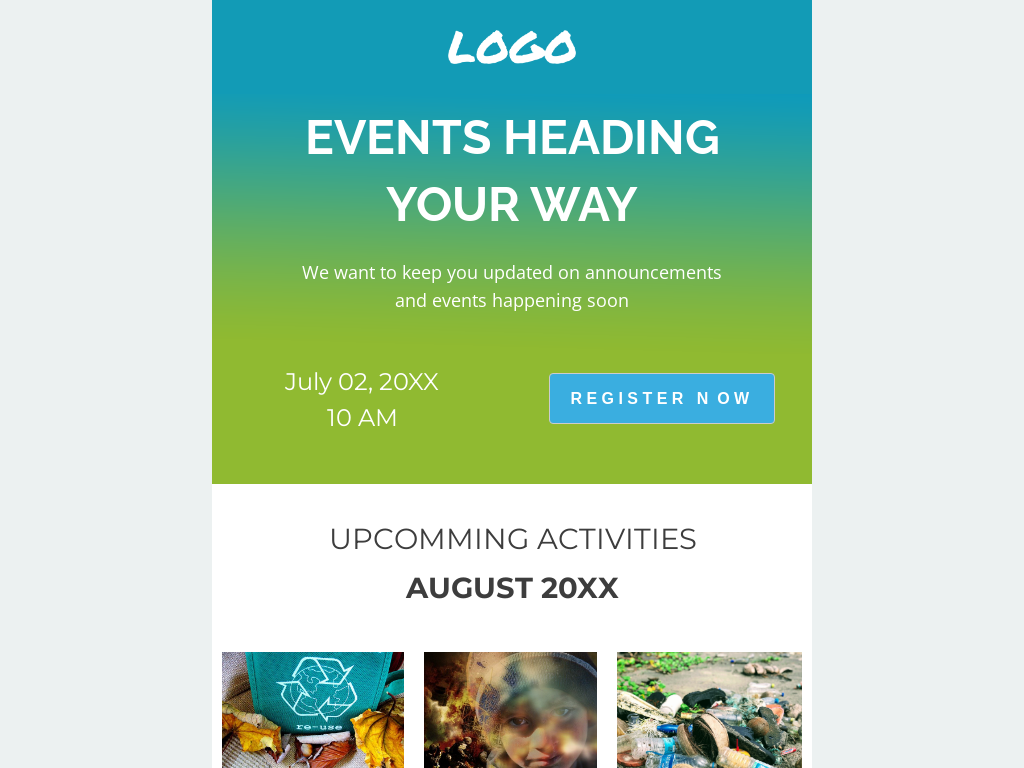 LOGO
EVENTS HEADING
YOUR WAY
We want to keep you updated on announcements
and events happening soon
July 02, 20XX
10 AM
REGISTER NOW
UPCOMMING ACTIVITIES
AUGUST 20XX
re-use